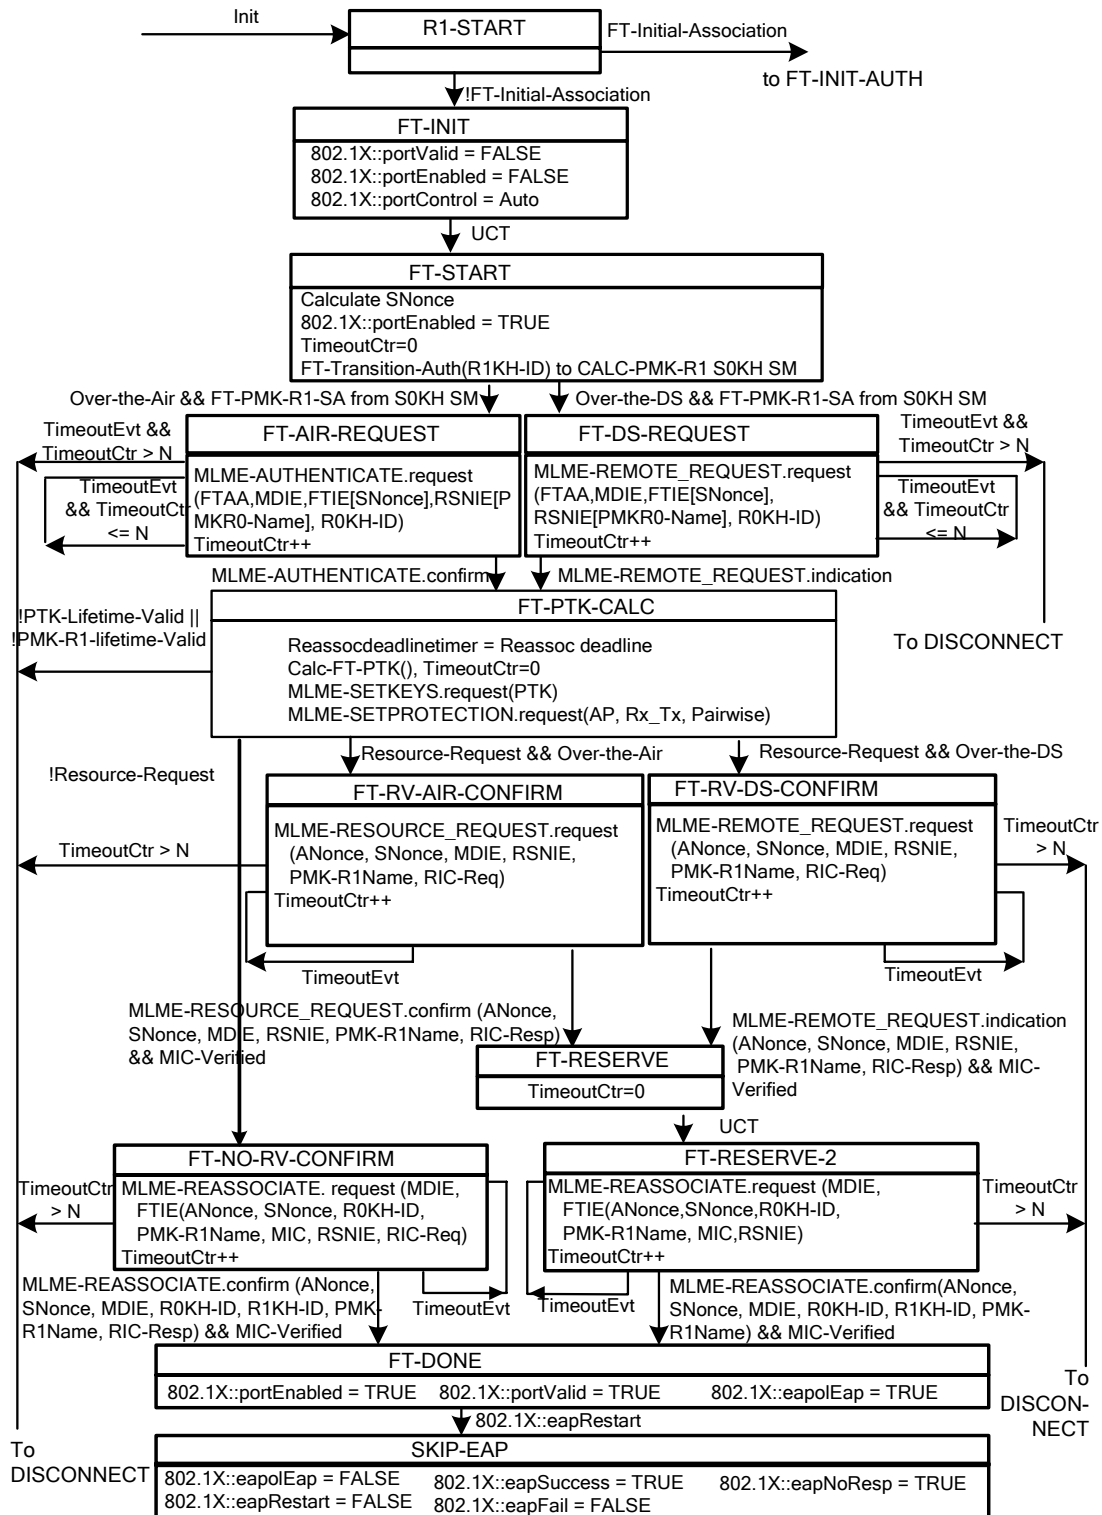 Init
R1-START
FT-Initial-Association
to FT-INIT-AUTH
!FT-Initial-Association
FT-INIT
802.1X::portValid = FALSE
802.1X::portEnabled = FALSE
802.1X::portControl = Auto
UCT
FT-START
Calculate SNonce
802.1X::portEnabled = TRUE
TimeoutCtr=0
FT-Transition-Auth(R1KH-ID) to CALC-PMK-R1 S0KH SM
Over-the-Air && FT-PMK-R1-SA from S0KH SM
Over-the-DS && FT-PMK-R1-SA from S0KH SM
TimeoutEvt &&
TimeoutCtr > N
FT-AIR-REQUEST
MLME-AUTHENTICATE.request
(FTAA,MDIE,FTIE[SNonce],RSNIE[P
MKR0-Name], R0KH-ID)
TimeoutCtr++
TimeoutEvt
&& TimeoutCtr
<= N
FT-DS-REQUEST
MLME-REMOTE_REQUEST.request
(FTAA,MDIE,FTIE[SNonce],
RSNIE[PMKR0-Name], R0KH-ID)
TimeoutCtr++
TimeoutEvt &&
TimeoutCtr > N
TimeoutEvt
&& TimeoutCtr
<= N
MLME-AUTHENTICATE.confirm
MLME-REMOTE_REQUEST.indication
!PTK-Lifetime-Valid ||
!PMK-R1-lifetime-Valid
FT-PTK-CALC
Reassocdeadlinetimer = Reassoc deadline
Calc-FT-PTK(), TimeoutCtr=0
MLME-SETKEYS.request(PTK)
MLME-SETPROTECTION.request(AP, Rx_Tx, Pairwise)
To DISCONNECT
!Resource-Request
Resource-Request && Over-the-Air
Resource-Request && Over-the-DS
FT-RV-AIR-CONFIRM
MLME-RESOURCE_REQUEST.request
(ANonce, SNonce, MDIE, RSNIE,
PMK-R1Name, RIC-Req)
TimeoutCtr++
TimeoutCtr > N
TimeoutEvt
FT-RV-DS-CONFIRM
MLME-REMOTE_REQUEST.request
(ANonce, SNonce, MDIE, RSNIE,
PMK-R1Name, RIC-Req)
TimeoutCtr++
TimeoutCtr
> N
TimeoutEvt
MLME-RESOURCE_REQUEST.confirm (ANonce,
SNonce, MDIE, RSNIE, PMK-R1Name, RIC-Resp)
&& MIC-Verified
MLME-REMOTE_REQUEST.indication
(ANonce, SNonce, MDIE, RSNIE,
PMK-R1Name, RIC-Resp) && MIC-
Verified
FT-RESERVE
TimeoutCtr=0
UCT
FT-NO-RV-CONFIRM
MLME-REASSOCIATE. request (MDIE,
FTIE(ANonce, SNonce, R0KH-ID,
PMK-R1Name, MIC, RSNIE, RIC-Req)
TimeoutCtr++
TimeoutCtr
> N
TimeoutEvt
FT-RESERVE-2
MLME-REASSOCIATE.request (MDIE,
FTIE(ANonce,SNonce,R0KH-ID,
PMK-R1Name, MIC,RSNIE)
TimeoutCtr++
TimeoutCtr
> N
TimeoutEvt
MLME-REASSOCIATE.confirm (ANonce,
SNonce, MDIE, R0KH-ID, R1KH-ID, PMK-
R1Name, RIC-Resp) && MIC-Verified
MLME-REASSOCIATE.confirm(ANonce,
SNonce, MDIE, R0KH-ID, R1KH-ID, PMK-
R1Name) && MIC-Verified
FT-DONE
802.1X::portEnabled = TRUE
802.1X::portValid = TRUE
802.1X::eapolEap = TRUE
To
DISCON-
NECT
802.1X::eapRestart
To
DISCONNECT
SKIP-EAP
802.1X::eapolEap = FALSE
802.1X::eapSuccess = TRUE
802.1X::eapNoResp = TRUE
802.1X::eapRestart = FALSE
802.1X::eapFail = FALSE